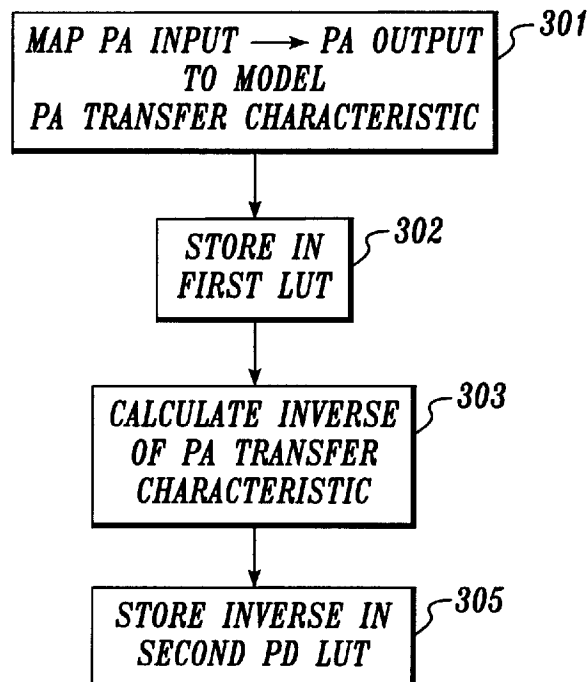 MAP PA INPUT → PA OUTPUT
TO MODEL
PA TRANSFER CHARACTERISTIC
301
STORE IN
FIRST LUT
302
CALCULATE INVERSE
OF PA TRANSFER
CHARACTERISTIC
303
STORE INVERSE IN
SECOND PD LUT
305